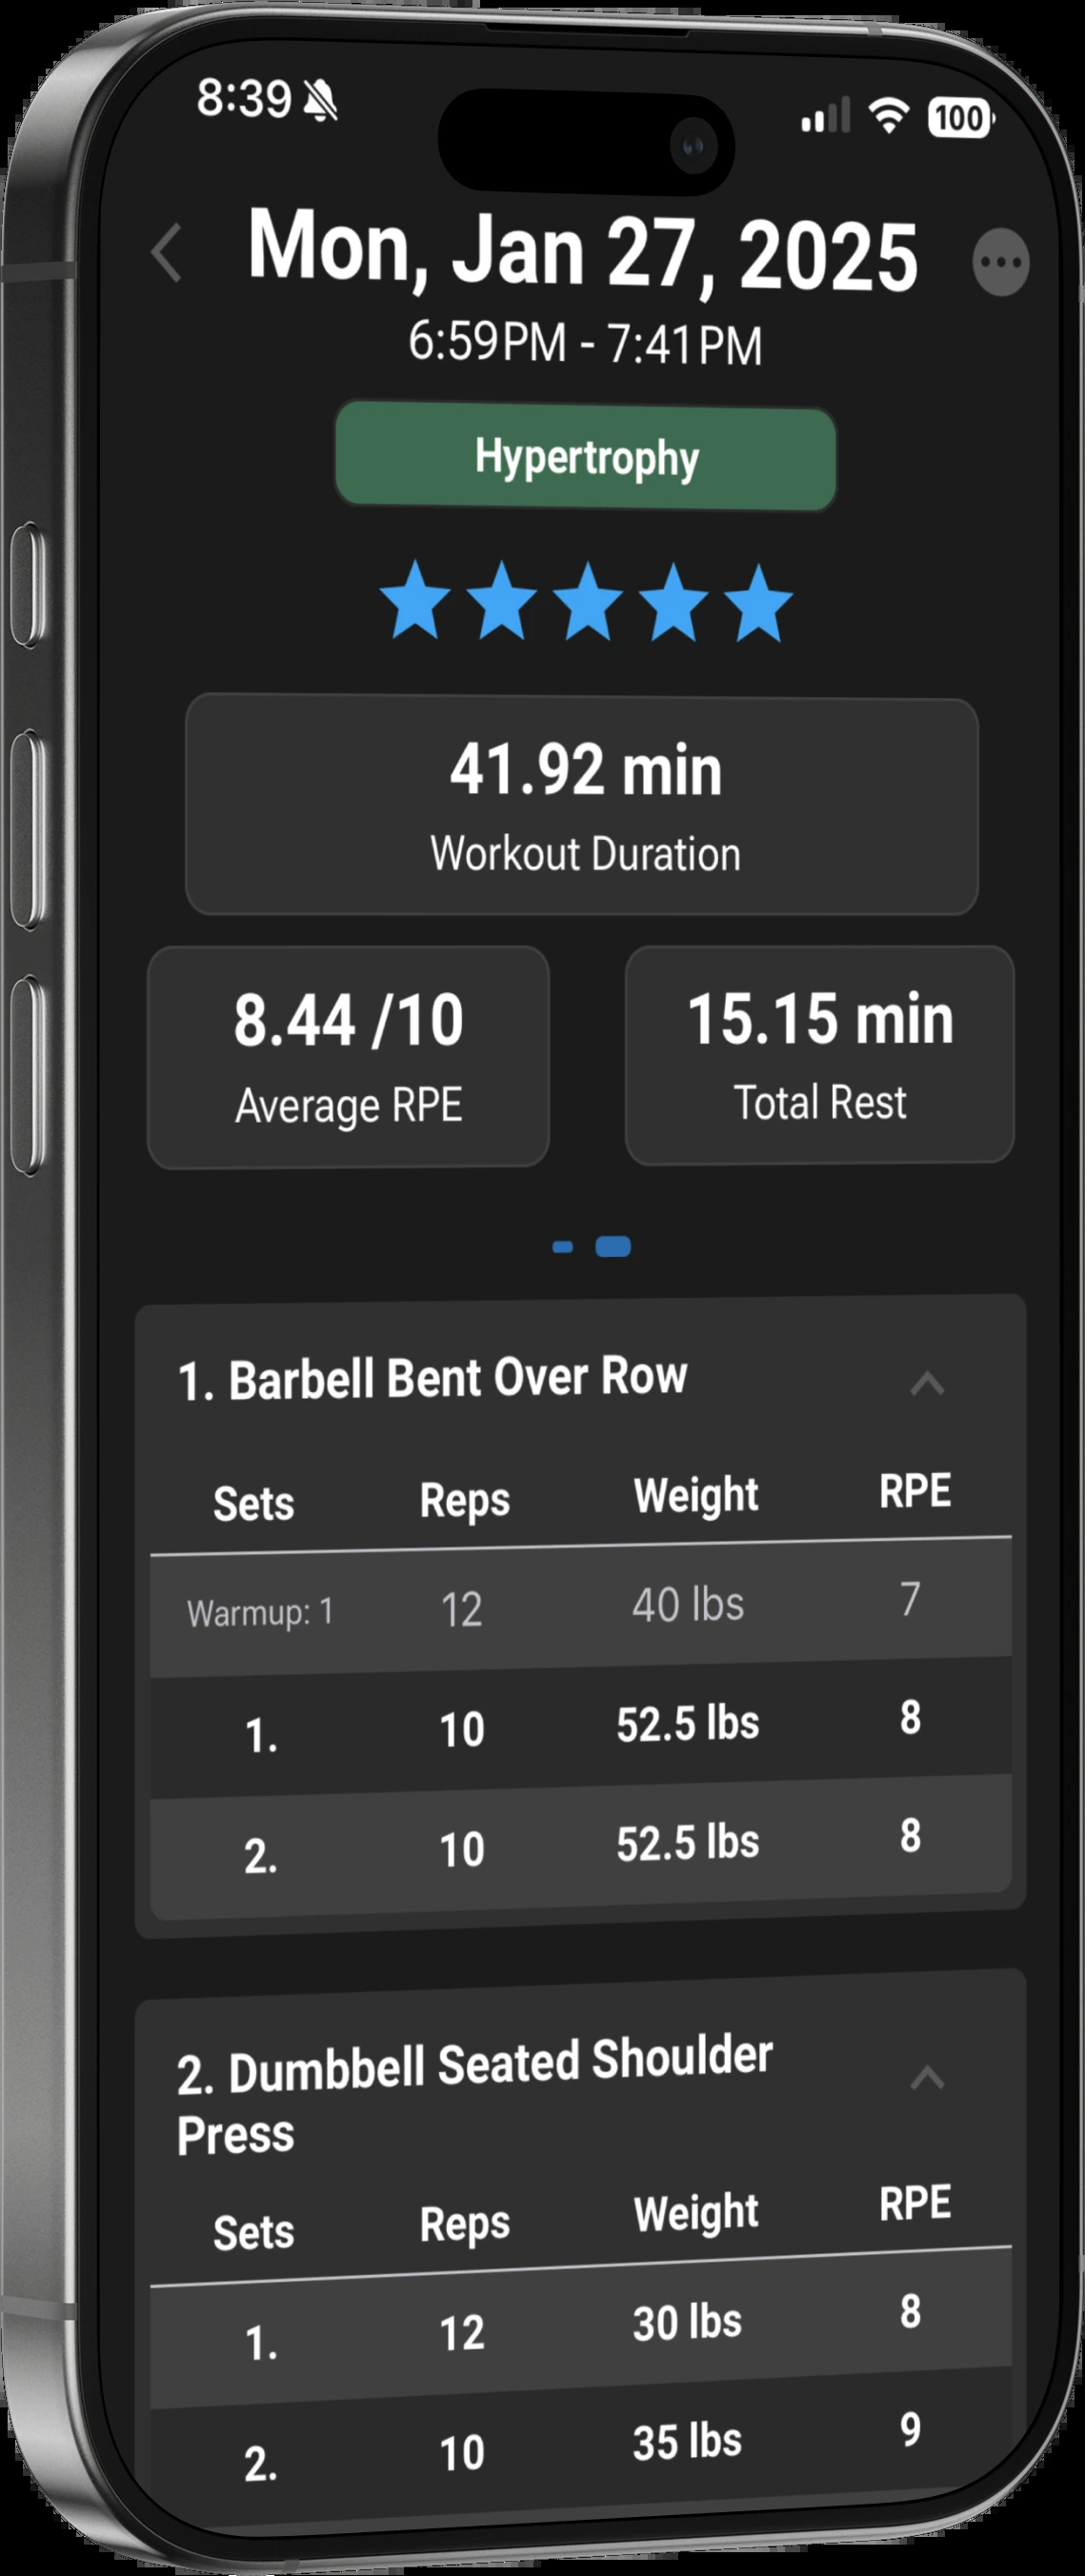 8:39
100
Mon, Jan 27, 2025
6:59PM - 7:41PM
Hypertrophy
41.92 min
Workout Duration
8.44 /10
Average RPE
15.15 min
Total Rest
1. Barbell Bent Over Row
Sets Reps Weight RPE
Warmup: 1 12 40 lbs 7
1. 10 52.5 lbs 8
2. 10 52.5 lbs 8
2. Dumbbell Seated Shoulder
Press
Sets Reps Weight RPE
1. 12 30 lbs 8
2. 10 35 lbs 9